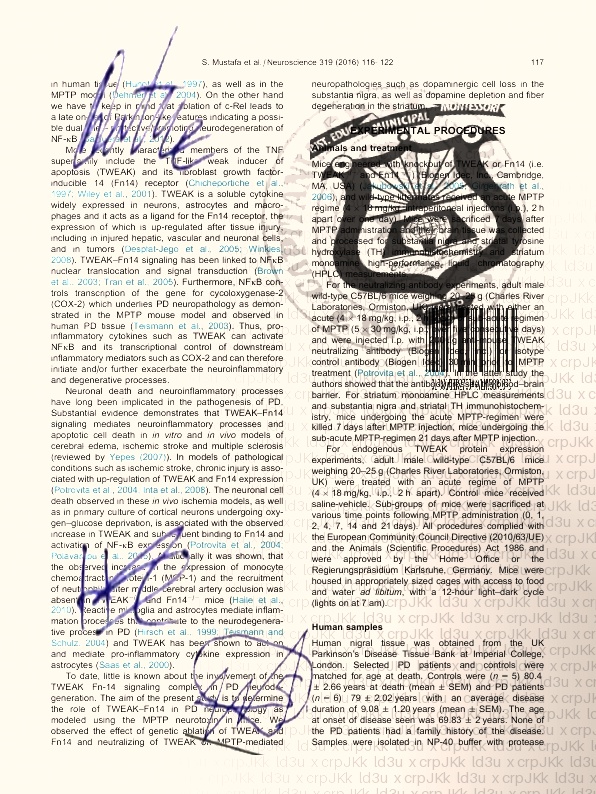 S. Mustafa et al. / Neuroscience 319 (2016) 116–122
117
in human tissue (Hunot et al., 1997), as well as in the
MPTP model (Dehmer et al., 2004). On the other hand
we have to keep in mind that ablation of c-Rel leads to
a late on Parkinson-like features indicating a possi-
ble dual neurodegeneration of
NF-κB
More recently characterized members of the TNF
superfamily include the TNF-like weak inducer of
apoptosis (TWEAK) and its fibroblast growth factor-
inducible 14 (Fn14) receptor (Chicheportiche et al.,
1997; Wiley et al., 2001). TWEAK is a soluble cytokine
widely expressed in neurons, astrocytes and macro-
phages and it acts as a ligand for the Fn14 receptor, the
expression of which is up-regulated after tissue injury,
including in injured hepatic, vascular and neuronal cells,
and in tumors (Desplat-Jego et al., 2005; Winkles,
2008). TWEAK–Fn14 signaling has been linked to NFκB
nuclear translocation and signal transduction (Brown
et al., 2003; Tran et al., 2005). Furthermore, NFκB con-
trols transcription of the gene for cycloxygenase-2
(COX-2) which underlies PD neuropathology as demon-
strated in the MPTP mouse model and observed in
human PD tissue (Teismann et al., 2003). Thus, pro-
inflammatory cytokines such as TWEAK can activate
NFκB and its transcriptional control of downstream
inflammatory mediators such as COX-2 and can therefore
initiate and/or further exacerbate the neuroinflammatory
and degenerative processes.
Neuronal death and neuroinflammatory processes
have long been implicated in the pathogenesis of PD.
Substantial evidence demonstrates that TWEAK–Fn14
signaling mediates neuroinflammatory processes and
apoptotic cell death in vitro and in vivo models of
cerebral edema, ischemic stroke and multiple sclerosis
(reviewed by Yepes (2007)). In models of pathological
conditions such as ischemic stroke, chronic injury is asso-
ciated with up-regulation of TWEAK and Fn14 expression
(Potrovita et al., 2004; Inta et al., 2008). The neuronal cell
death observed in these in vivo ischemia models, as well
as in primary culture of cortical neurons undergoing oxy-
gen–glucose deprivation, is associated with the observed
increase in TWEAK and subsequent binding to Fn14 and
activation of NF-κB expression (Potrovita et al., 2004;
Polavarapu et al., 2005). it was shown, that
the observed increase in the expression of monocyte
chemoattractant protein-1 (MCP-1) and the recruitment
of neutrophils after middle cerebral artery occlusion was
absent in TWEAK and Fn14 mice (Haile et al.,
2010). Reactive microglia and astrocytes mediate inflam-
mation processes that contribute to the neurodegenera-
tive process in PD (Hirsch et al., 1999; Teismann and
Schulz, 2004) and TWEAK has been shown to act on
and mediate pro-inflammatory cytokine expression in
astrocytes (Saas et al., 2000).
To date, little is known about the involvement of the
TWEAK Fn14 signaling complex in PD neurode-
generation. The aim of the present study is to determine
the role of TWEAK–Fn14 in PD neuropathology as
modeled using the MPTP neurotoxin in mice. We
observed the effect of genetic ablation of TWEAK and
Fn14 and neutralizing of TWEAK on MPTP-mediated
neuropathologies such as dopaminergic cell loss in the
substantia nigra, as well as dopamine depletion and fiber
degeneration in the striatum.
EXPERIMENTAL PROCEDURES
Animals and treatment
Mice engineered with knockout of TWEAK or Fn14 (i.e.
TWEAK and Fn14) (Biogen Idec, Inc., Cambridge,
MA, USA) (Jakubowski et al., 2005; Girgenrath et al.,
2006), and wild-type littermates received an acute MPTP
regime (4 × 18 mg/kg, intraperitoneal injections (i.p.), 2 h
apart over one day). Mice were sacrificed 7 days after
MPTP administration, and their brain tissue was collected
and processed for substantia nigra and striatal tyrosine
hydroxylase (TH) immunohistochemistry and striatum
monoamine high-performance liquid chromatography
(HPLC) measurements.
For the neutralizing antibody experiments, adult male
wild-type C57BL/6 mice weighing 20–25 g (Charles River
Laboratories, Ormiston, UK) were injected with either an
acute (4 × 18 mg/kg, i.p., 2 h) or sub-acute regimen
of MPTP (5 × 30 mg/kg, i.p., over five consecutive days)
and were injected i.p. with 200 μg anti-mouse TWEAK
neutralizing antibody (Biogen Idec, Inc.) or isotype
control antibody (Biogen Idec) prior to MPTP
treatment (Potrovita et al., 2004). In the latter study the
authors showed that the antibody blood–brain
barrier. For striatum monoamine HPLC measurements
and substantia nigra and striatal TH immunohistochem-
istry, mice undergoing the acute MPTP-regimen were
killed 7 days after MPTP injection, mice undergoing the
sub-acute MPTP-regimen 21 days after MPTP injection.
For endogenous TWEAK protein expression
experiments, adult male wild-type C57BL/6 mice
weighing 20–25 g (Charles River Laboratories, Ormiston,
UK) were treated with an acute regime of MPTP
(4 × 18 mg/kg, i.p., 2 h apart). Control mice received
saline-vehicle. Sub-groups of mice were sacrificed at
various time points following MPTP administration (0, 1,
2, 4, 7, 14 and 21 days). All procedures complied with
the European Community Council Directive (2010/63/UE)
and the Animals (Scientific Procedures) Act 1986 and
were approved by the Home Office or the
Regierungspräsidium Karlsruhe, Germany. Mice were
housed in appropriately sized cages with access to food
and water ad libitum, with a 12-hour light–dark cycle
(lights on at 7 am).
Human samples
Human nigral tissue was obtained from the UK
Parkinson's Disease Tissue Bank at Imperial College,
London. Selected PD patients and controls were
matched for age at death. Controls were (n = 5) 80.4
± 2.66 years at death (mean ± SEM) and PD patients
(n = 6) 79 ± 2.02 years with an average disease
duration of 9.08 ± 1.20 years (mean ± SEM). The age
at onset of disease seen was 69.83 ± 2 years. None of
the PD patients had a family history of the disease.
Samples were isolated in NP-40 buffer with protease
EDUC MUNICIPAL
MONTESSORI
ld3u x crpJKk